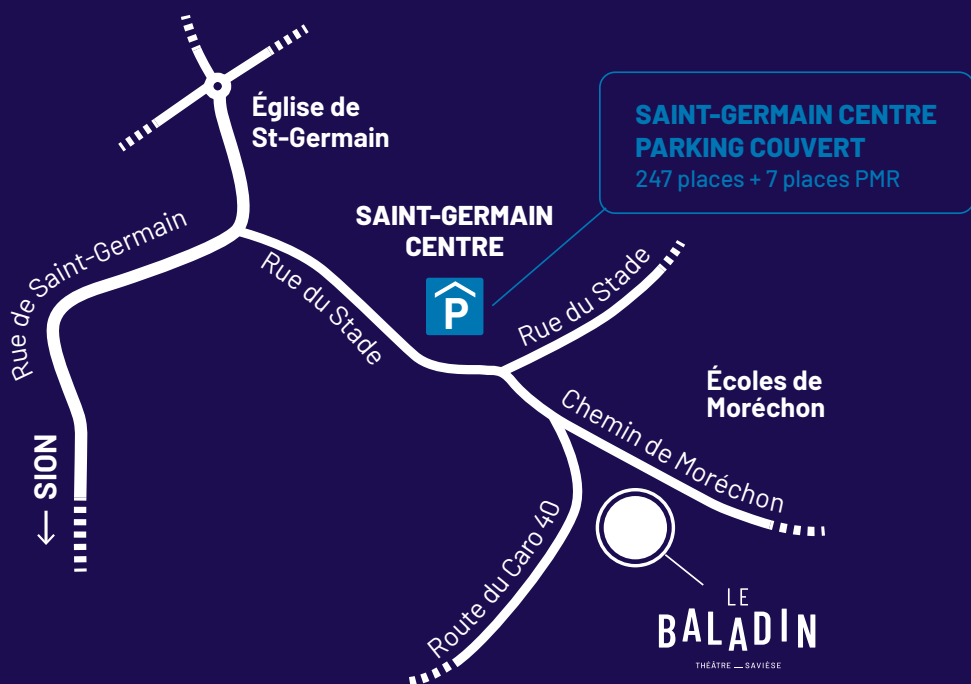 Église de
St-Germain
SAINT-GERMAIN CENTRE
PARKING COUVERT
247 places + 7 places PMR
SAINT-GERMAIN
CENTRE
P
Rue de Saint-Germain
Rue du Stade
Rue du Stade
Écoles de
Moréchon
Chemin de Moréchon
← SION
Route du Caro 40
LE
BALADIN
THÉÂTRE — SAVIÈSE